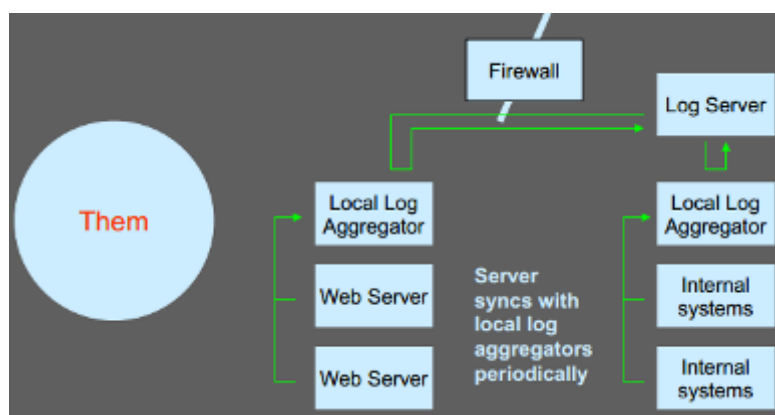 Firewall
Log Server
Them
Local Log
Aggregator
Local Log
Aggregator
Web Server
Server
syncs with
local log
aggregators
periodically
Internal
systems
Web Server
Internal
systems